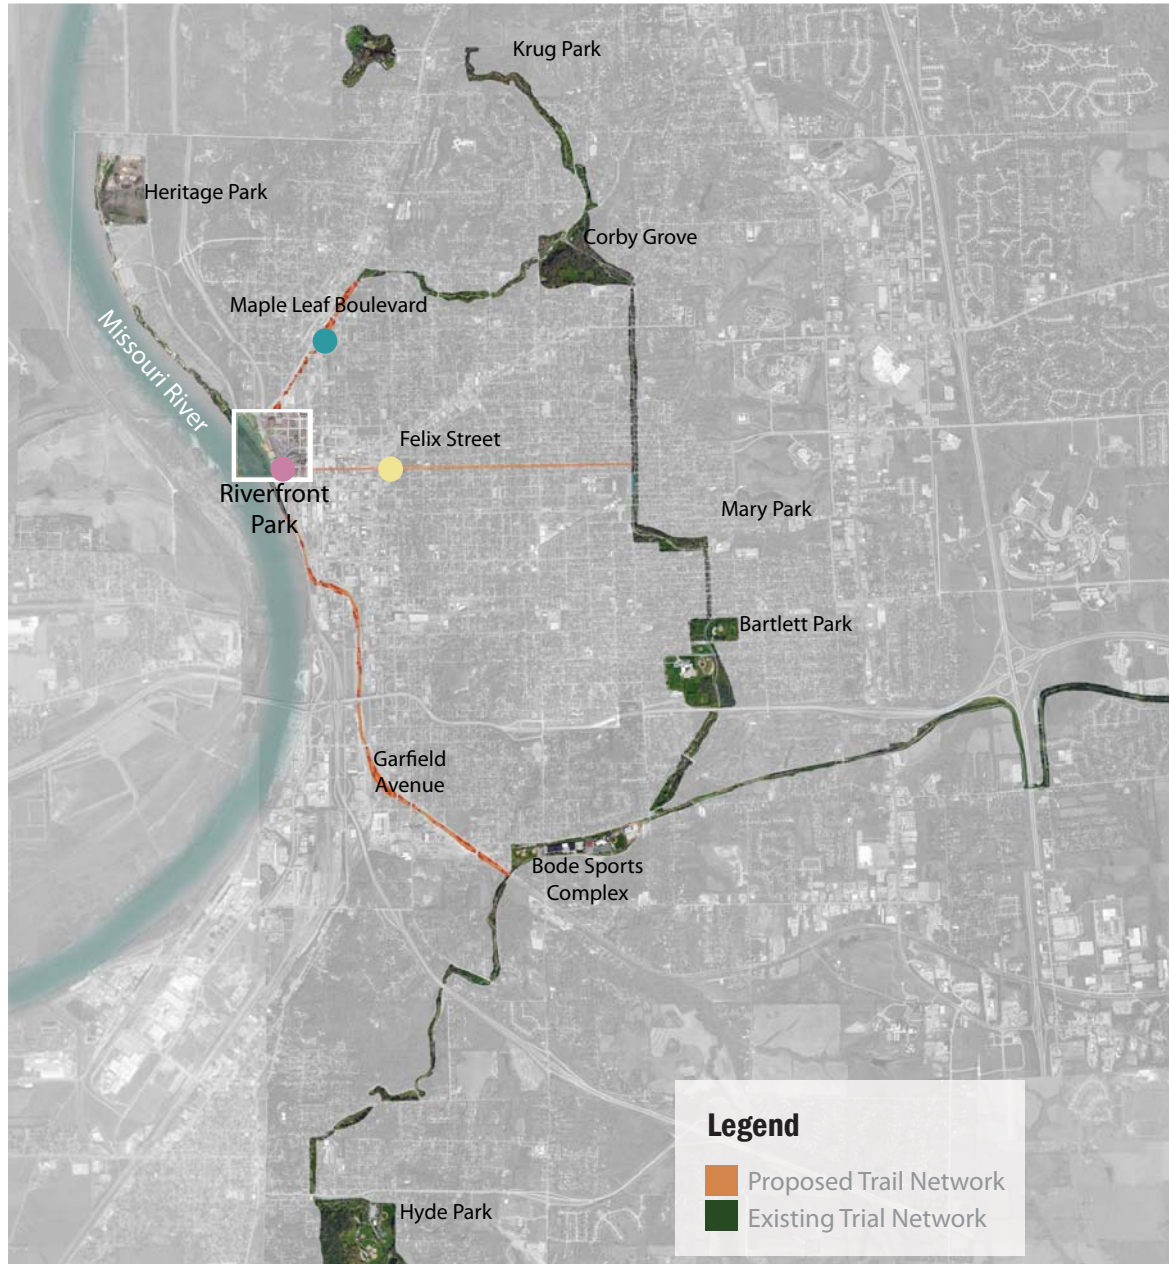 Krug Park
Heritage Park
Corby Grove
Maple Leaf Boulevard
Missouri River
Felix Street
Riverfront
Park
Mary Park
Bartlett Park
Garfield
Avenue
Bode Sports
Complex
Legend
Proposed Trail Network
Existing Trial Network
Hyde Park